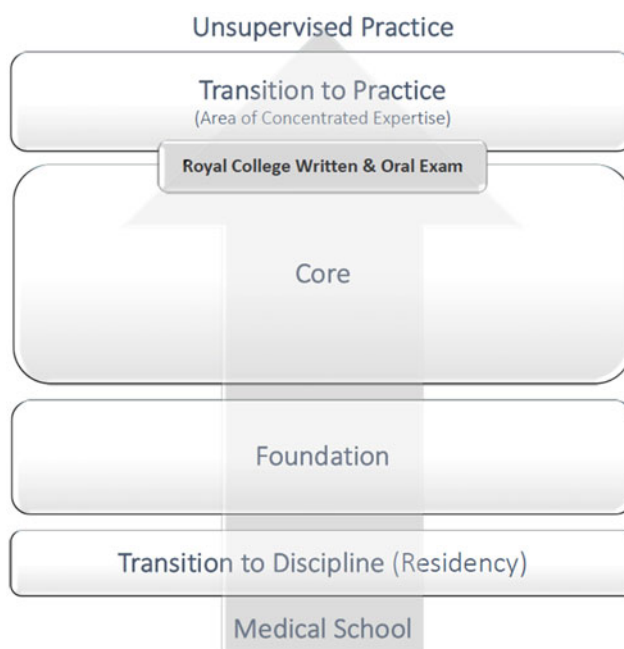 Unsupervised Practice
Transition to Practice
(Area of Concentrated Expertise)
Royal College Written & Oral Exam
Core
Foundation
Transition to Discipline (Residency)
Medical School